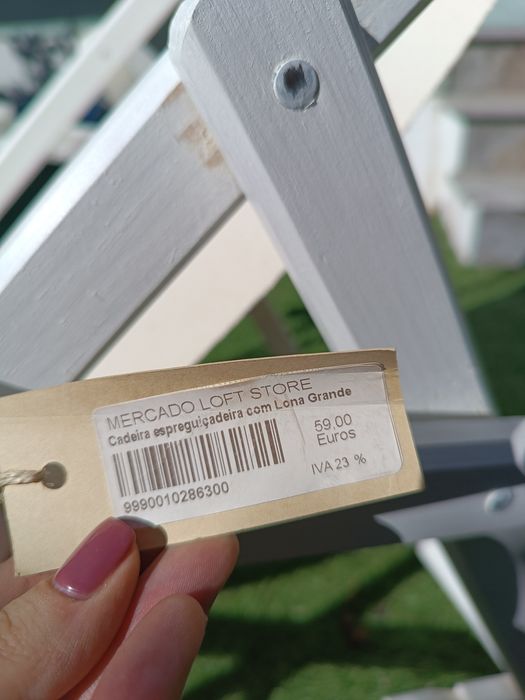 MERCADO LOFT STORE
Cadeira espreguiçadeira com Lona Grande
59.00
Euros
IVA 23 %
9990010286300